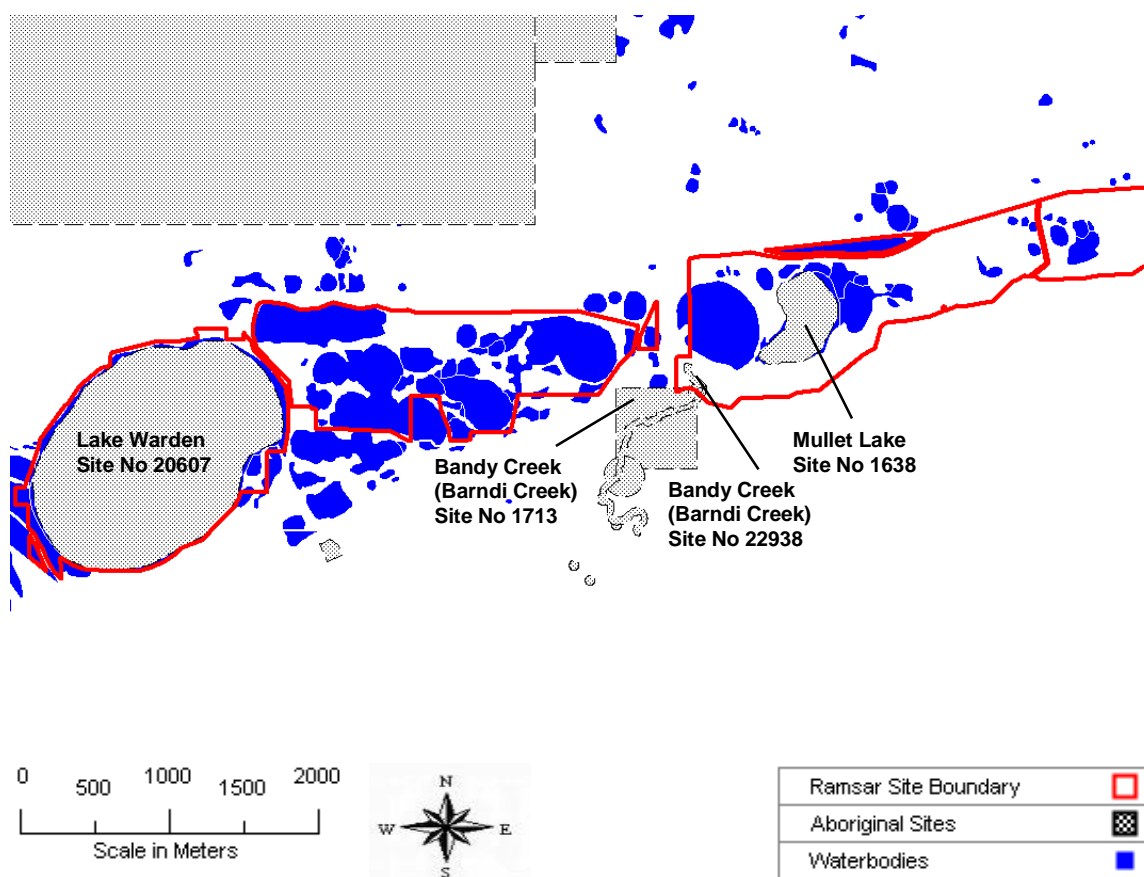 Lake Warden
Site No 20607
Bandy Creek
(Barndi Creek)
Site No 1713
Bandy Creek
(Barndi Creek)
Site No 22938
Mullet Lake
Site No 1638
0
500
1000
1500
2000
Scale in Meters
N
W
E
S
Ramsar Site Boundary
Aboriginal Sites
Waterbodies